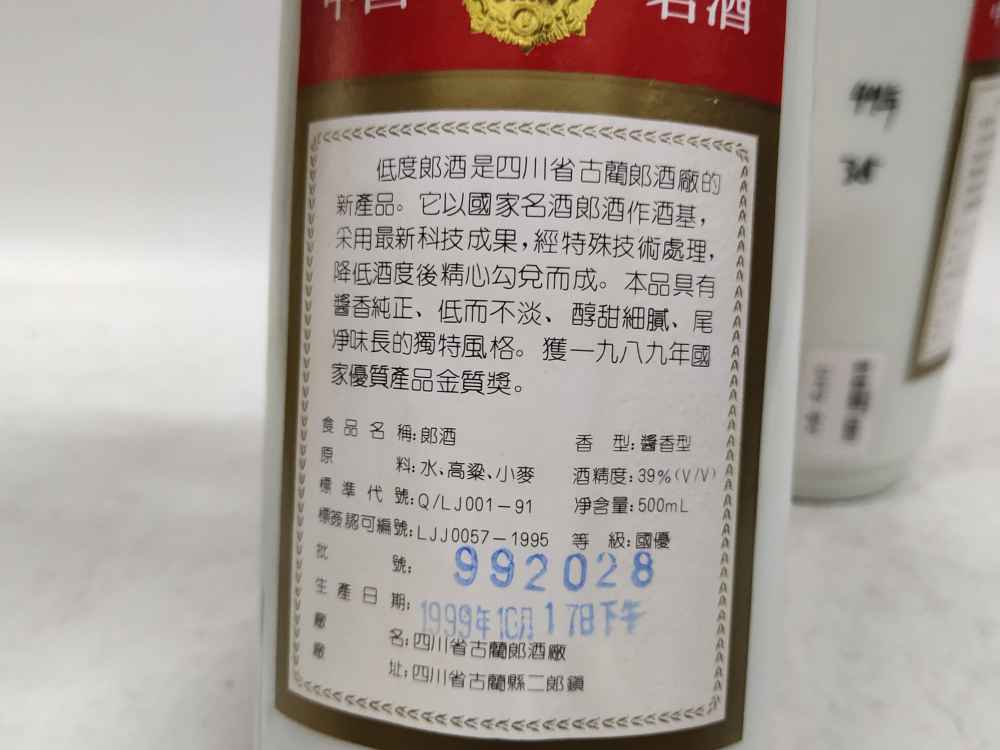 中国
名酒
低度郎酒是四川省古藺郎酒廠的
新產品。它以國家名酒郎酒作酒基，
采用最新科技成果，經特殊技術處理，
降低酒度後精心勾兌而成。本品具有
醬香純正、低而不淡、醇甜細膩、尾
凈味長的獨特風格。獲一九八九年國
家優質產品金質獎。
食品名稱：郎酒 香型：醬香型
原料：水、高粱、小麥 酒精度：39%(V/V)
標準代號：Q/LJ001－91 凈含量：500mL
標簽認可編號：LJJ0057－1995 等級：國優
批號：992028
生產日期：1999年10月17日下午
廠名：四川省古藺郎酒廠
廠址：四川省古藺縣二郎鎮